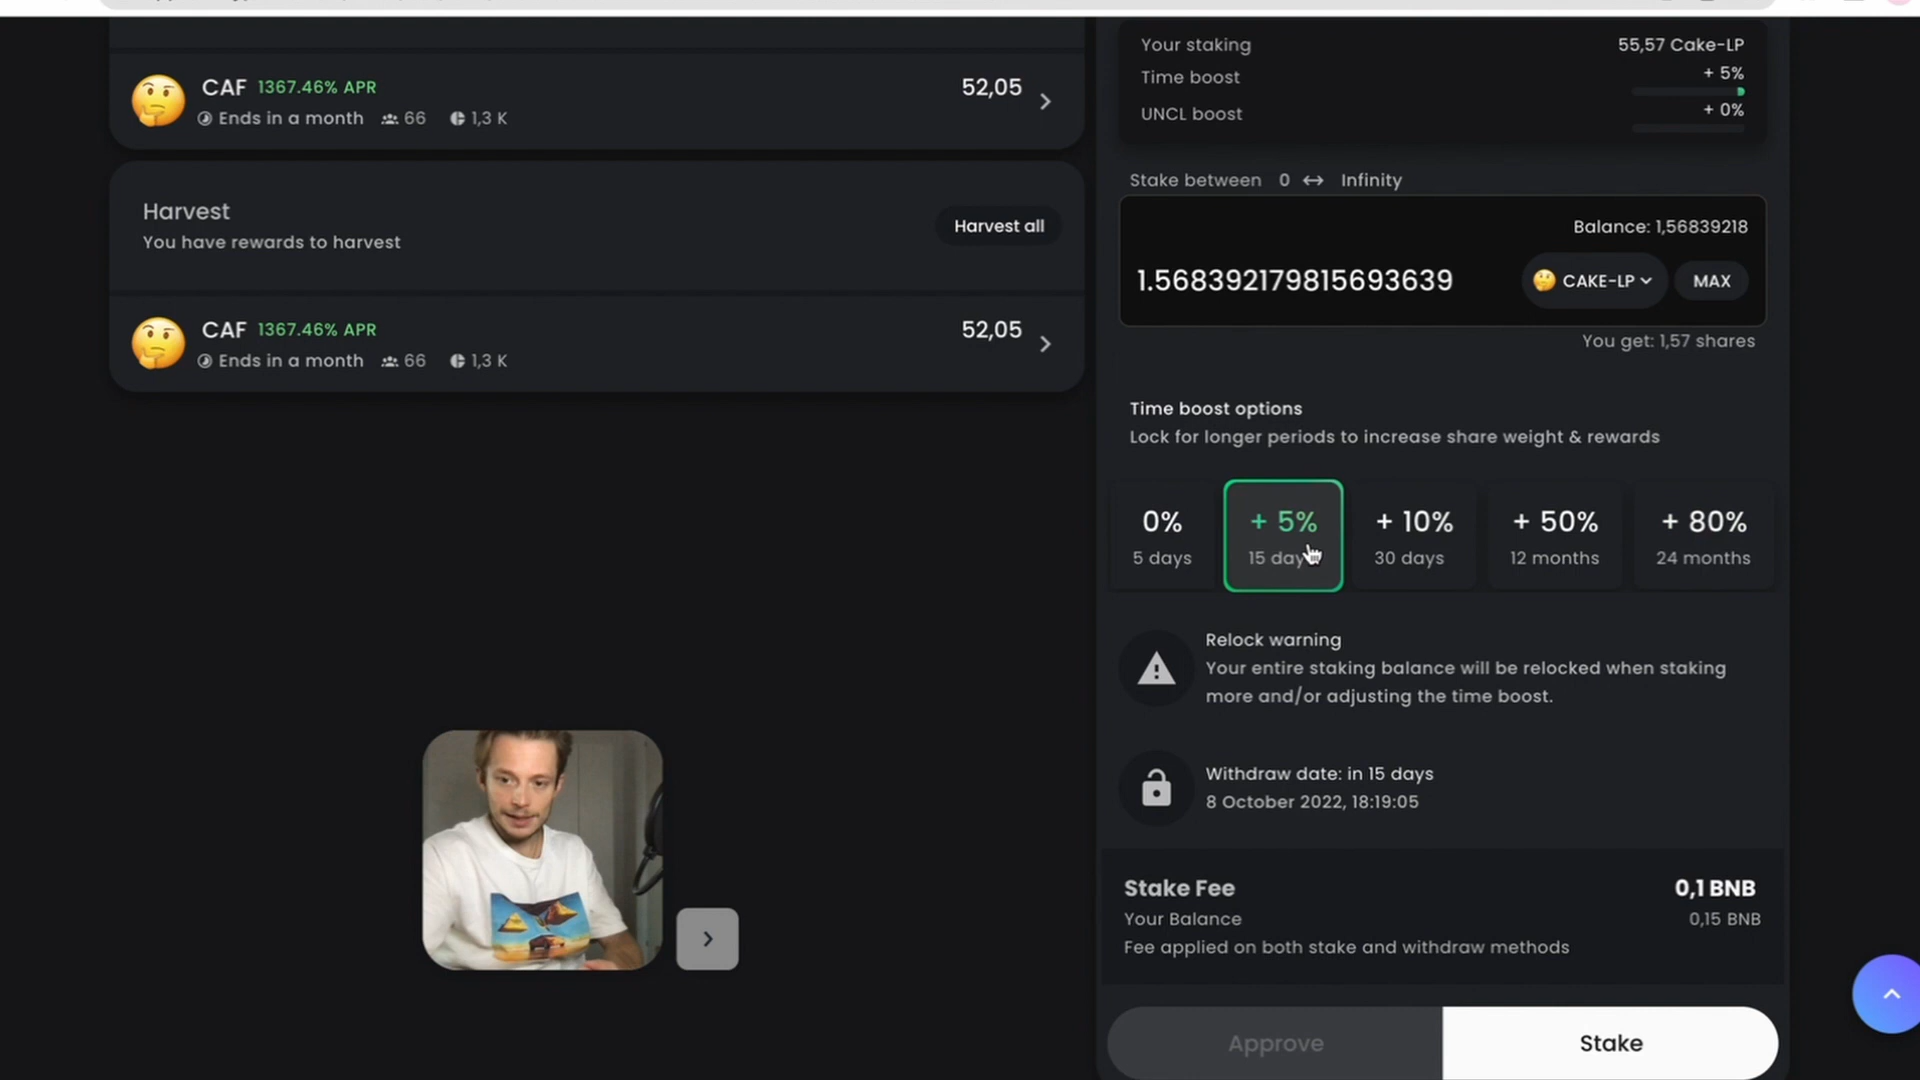 CAF 1367.46% APR
52,05
Ends in a month 66 1,3 K
Harvest
You have rewards to harvest
Harvest all
CAF 1367.46% APR
52,05
Ends in a month 66 1,3 K
Your staking 55,57 Cake-LP
Time boost + 5%
UNCL boost + 0%
Stake between 0 ↔ Infinity
Balance: 1,56839218
1.568392179815693639 CAKE-LP MAX
You get: 1,57 shares
Time boost options
Lock for longer periods to increase share weight & rewards
0% + 5% + 10% + 50% + 80%
5 days 15 day 30 days 12 months 24 months
Relock warning
Your entire staking balance will be relocked when staking
more and/or adjusting the time boost.
Withdraw date: in 15 days
8 October 2022, 18:19:05
Stake Fee 0,1 BNB
Your Balance 0,15 BNB
Fee applied on both stake and withdraw methods
Approve Stake